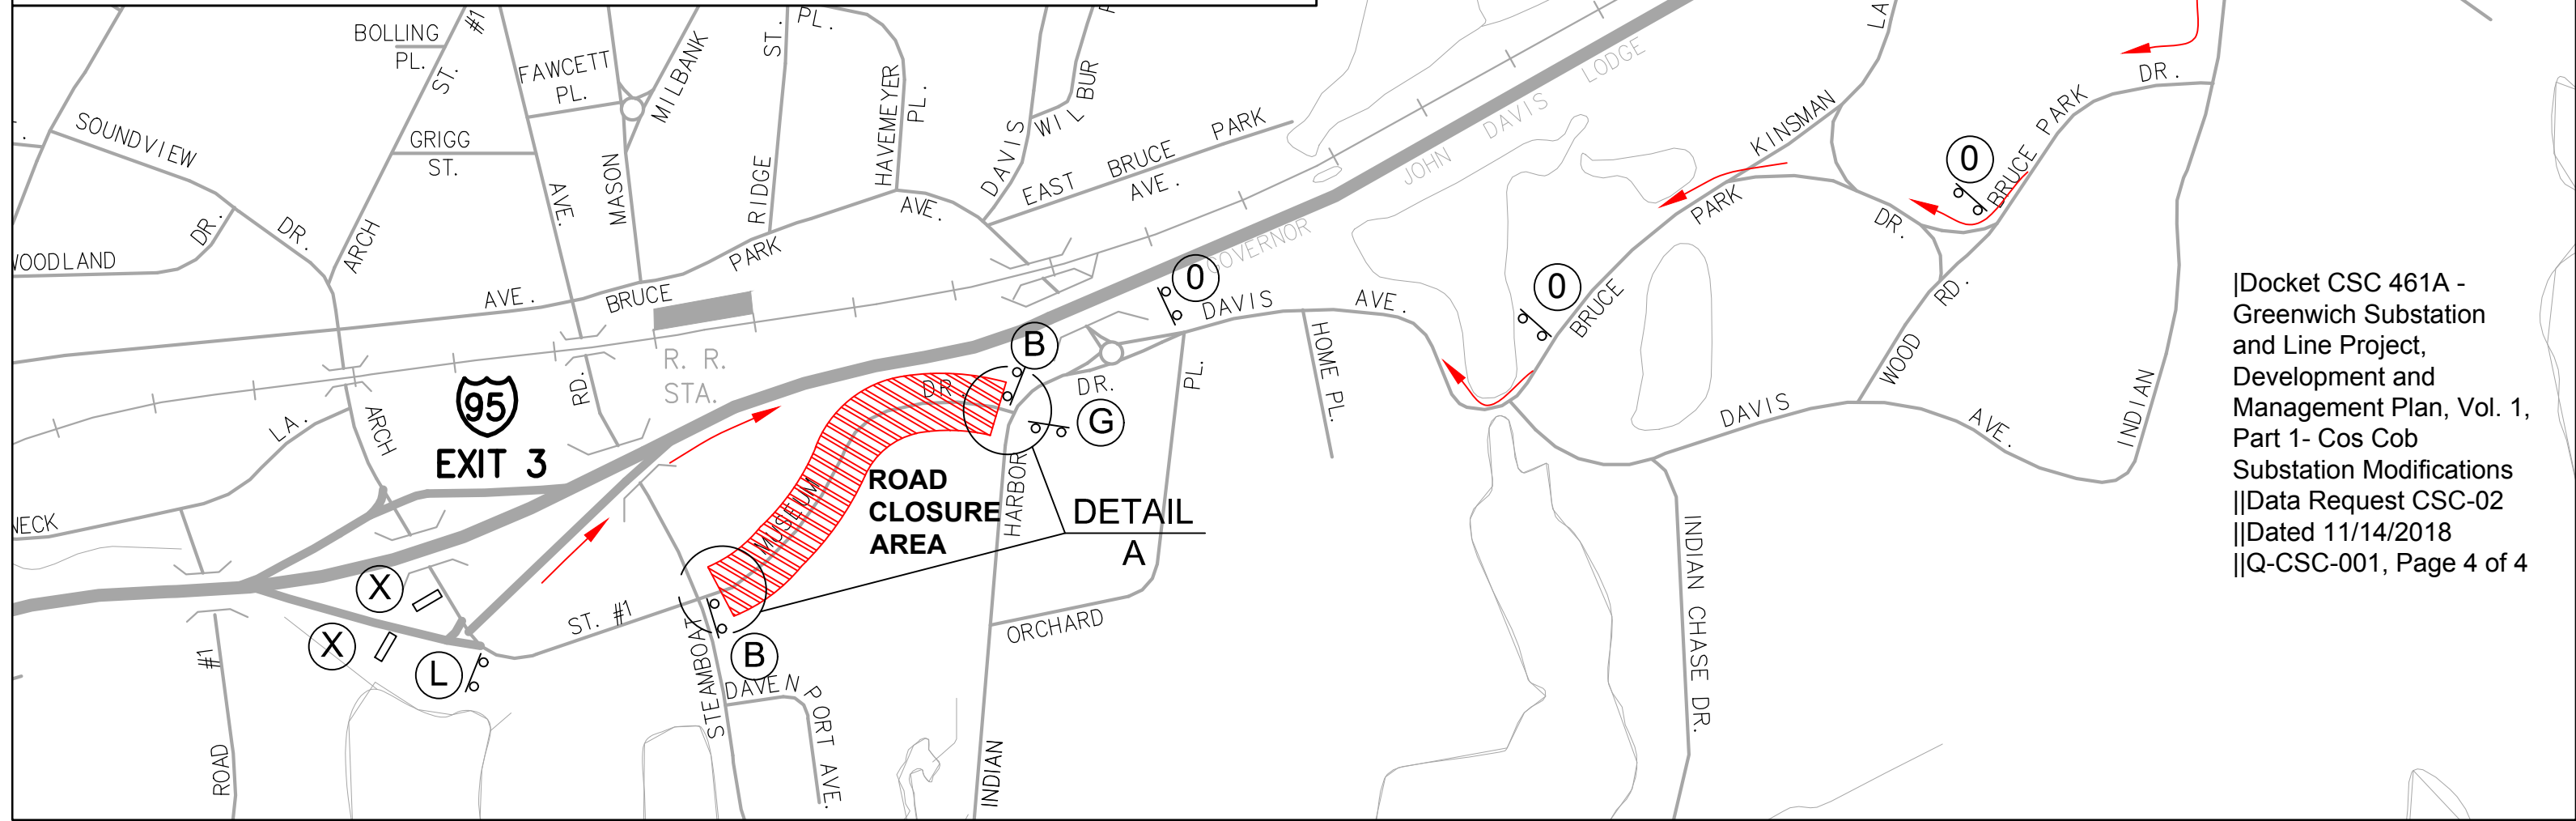 BOLLING
PL.
ST.
#1
FAWCETT
PL.
MILBANK
ST.
PL.
HAVEMEYER
PL.
DAVIS
WILBUR
LODGE
DAVIS
JOHN
GOVERNOR
LA
DR.
SOUNDVIEW
DR.
GRIGG
ST.
ARCH
AVE.
MASON
RIDGE
PARK
AVE.
EAST BRUCE PARK
AVE.
KINSMAN
PARK
DR.
BRUCE PARK
DR.
0
WOODLAND
DR.
AVE.
BRUCE
0
DAVIS
AVE.
0
BRUCE
WOOD
RD.
INDIAN
R. R.
STA.
RD.
95
EXIT 3
LA.
ARCH
NECK
B
DR.
DR.
G
PL.
HOME PL.
DAVIS
AVE.
MUSEUM
ROAD
CLOSURE
AREA
HARBOR
DETAIL
A
X
X
L
ST. #1
B
STEAMBOAT
DAVENPORT AVE.
ORCHARD
INDIAN
INDIAN CHASE DR.
#1
ROAD
|Docket CSC 461A -
Greenwich Substation
and Line Project,
Development and
Management Plan, Vol. 1,
Part 1- Cos Cob
Substation Modifications
||Data Request CSC-02
||Dated 11/14/2018
||Q-CSC-001, Page 4 of 4